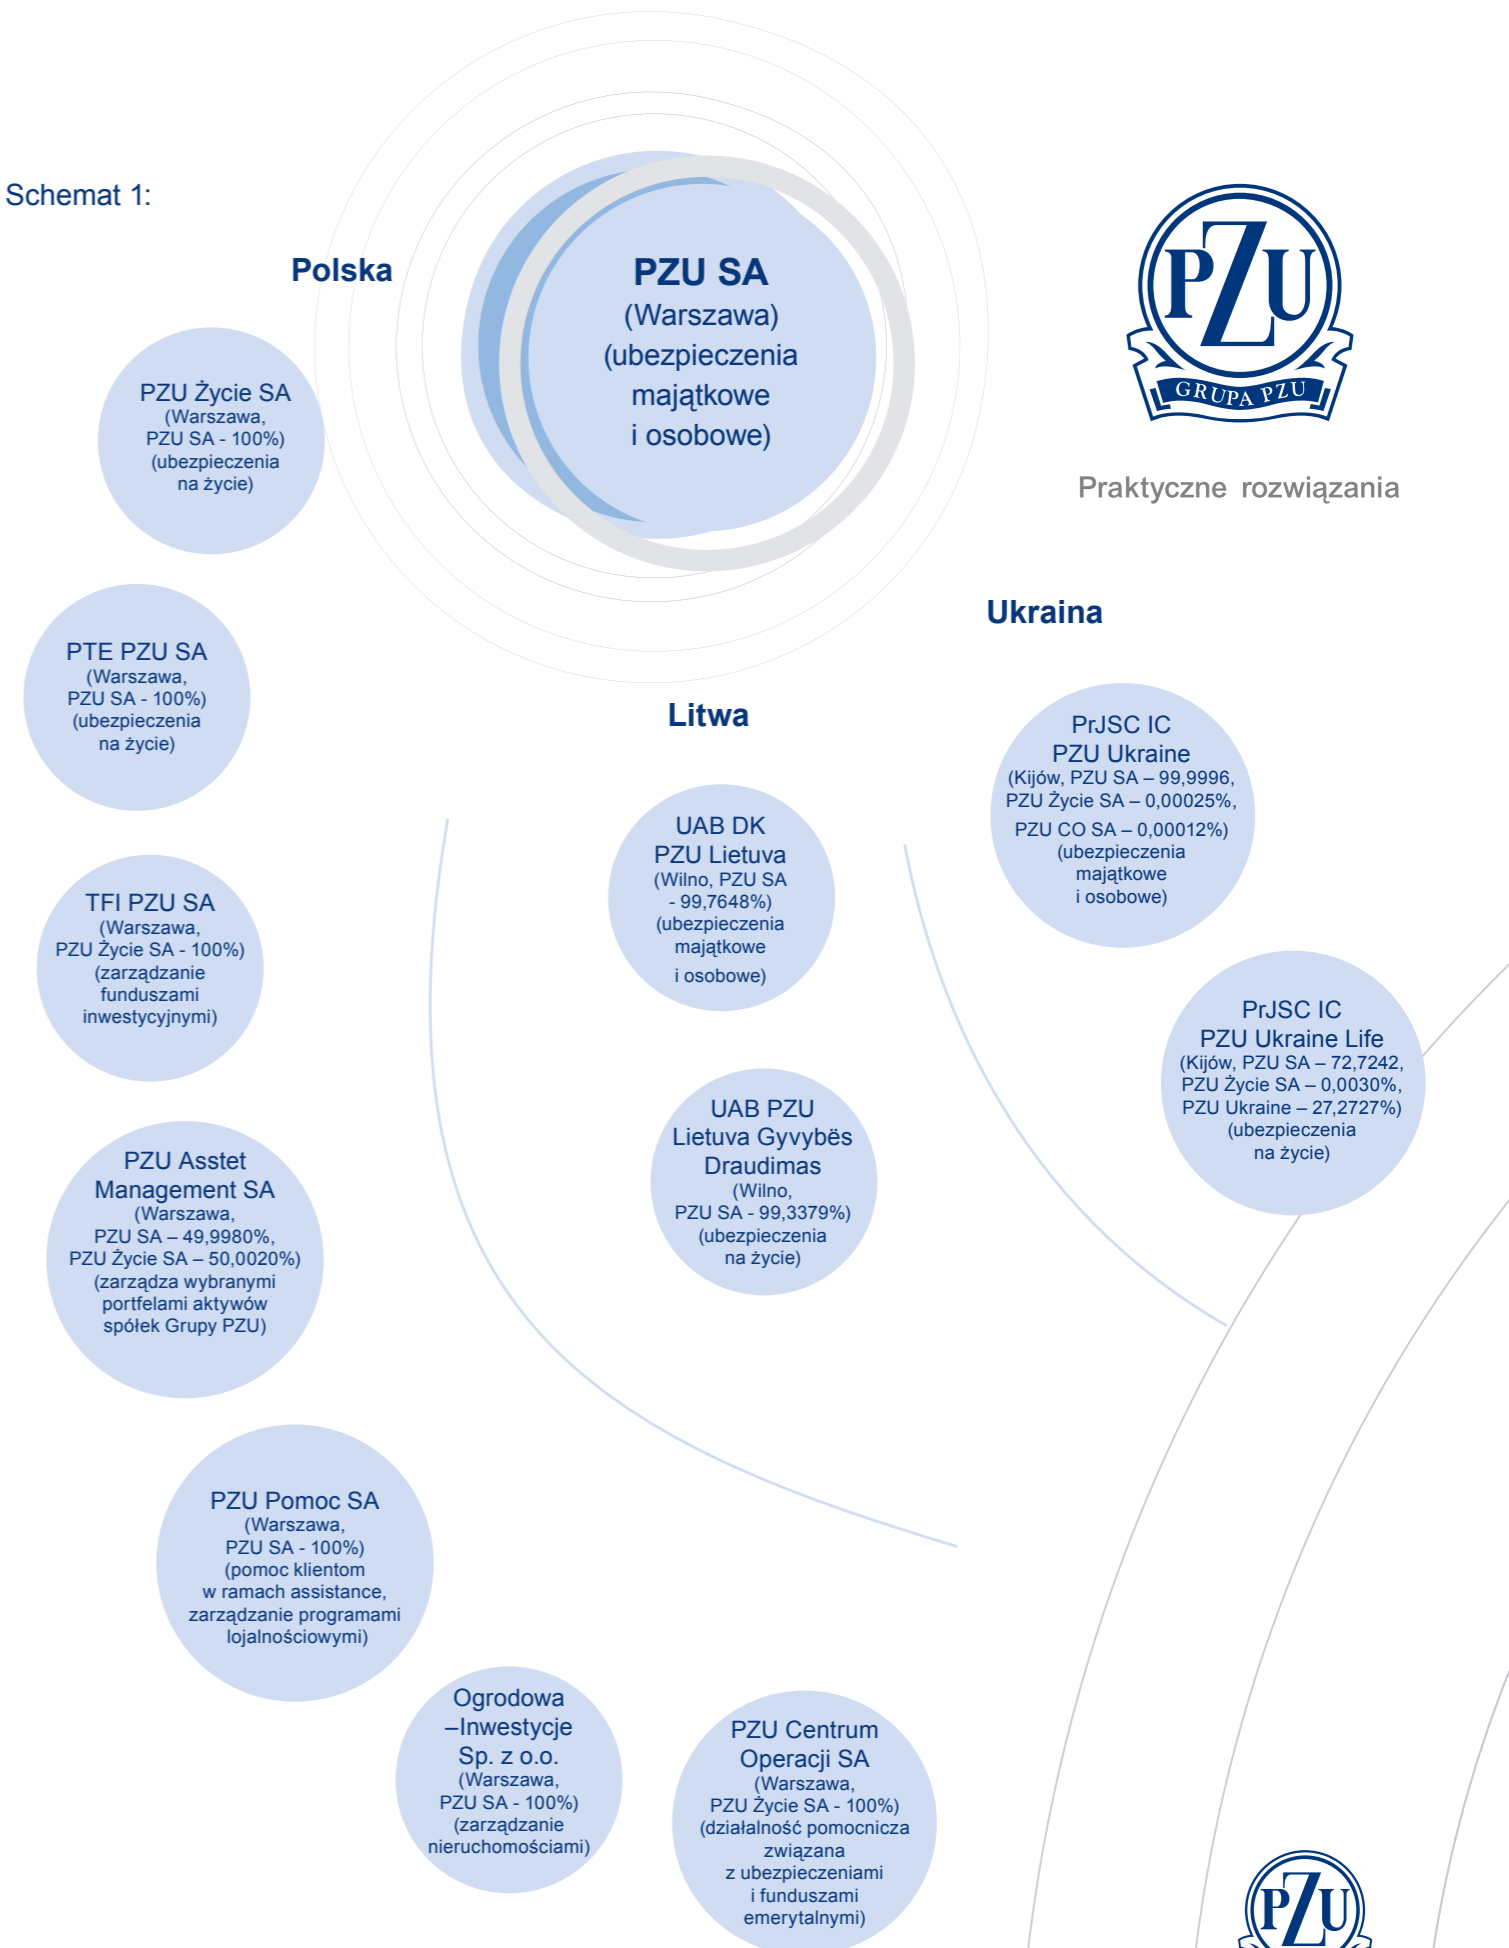 Schemat 1:
Polska
PZU SA
(Warszawa)
(ubezpieczenia
majątkowe
i osobowe)
PZU
GRUPA PZU
Praktyczne rozwiązania
PZU Życie SA
(Warszawa,
PZU SA - 100%)
(ubezpieczenia
na życie)
PTE PZU SA
(Warszawa,
PZU SA - 100%)
(ubezpieczenia
na życie)
TFI PZU SA
(Warszawa,
PZU Życie SA - 100%)
(zarządzanie
funduszami
inwestycyjnymi)
PZU Asstet
Management SA
(Warszawa,
PZU SA – 49,9980%,
PZU Życie SA – 50,0020%)
(zarządza wybranymi
portfelami aktywów
spółek Grupy PZU)
PZU Pomoc SA
(Warszawa,
PZU SA - 100%)
(pomoc klientom
w ramach assistance,
zarządzanie programami
lojalnościowymi)
Ogrodowa
–Inwestycje
Sp. z o.o.
(Warszawa,
PZU SA - 100%)
(zarządzanie
nieruchomościami)
PZU Centrum
Operacji SA
(Warszawa,
PZU Życie SA - 100%)
(działalność pomocnicza
związana
z ubezpieczeniami
i funduszami
emerytalnymi)
Litwa
UAB DK
PZU Lietuva
(Wilno, PZU SA
- 99,7648%)
(ubezpieczenia
majątkowe
i osobowe)
UAB PZU
Lietuva Gyvybës
Draudimas
(Wilno,
PZU SA - 99,3379%)
(ubezpieczenia
na życie)
Ukraina
PrJSC IC
PZU Ukraine
(Kijów, PZU SA – 99,9996,
PZU Życie SA – 0,00025%,
PZU CO SA – 0,00012%)
(ubezpieczenia
majątkowe
i osobowe)
PrJSC IC
PZU Ukraine Life
(Kijów, PZU SA – 72,7242,
PZU Życie SA – 0,0030%,
PZU Ukraine – 27,2727%)
(ubezpieczenia
na życie)
PZU